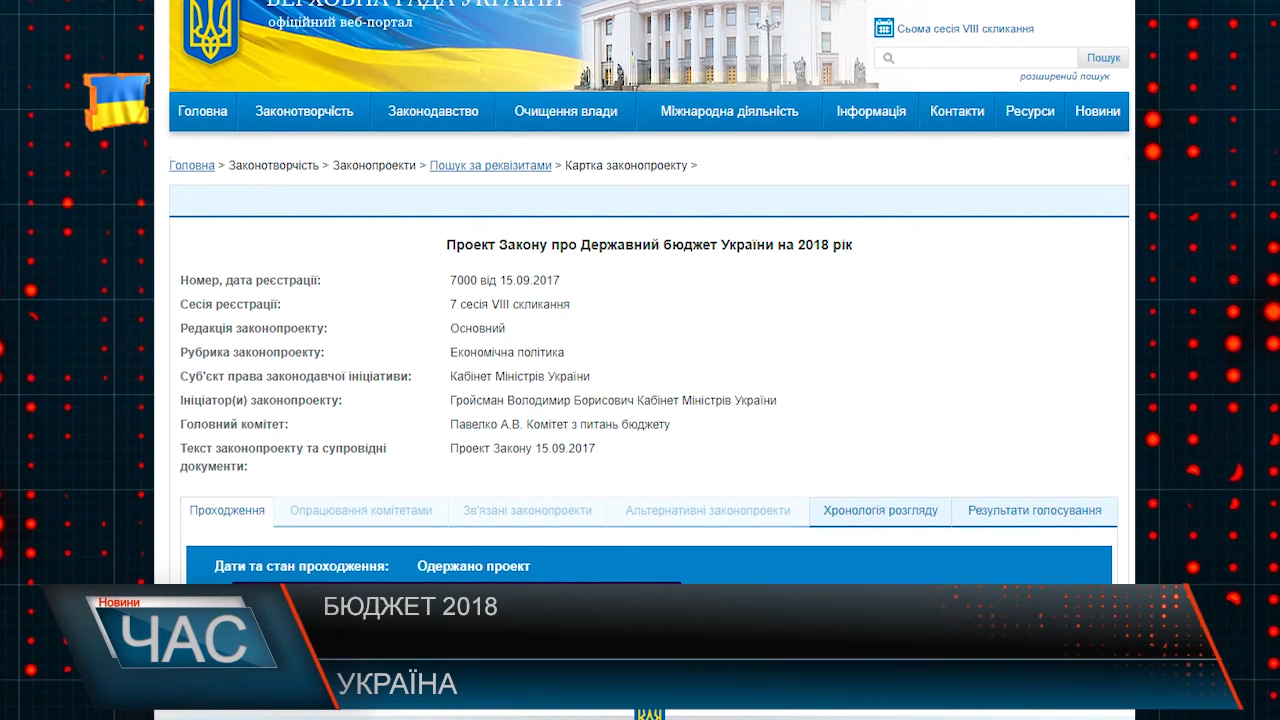 ВЕРХОВНА РАДА УКРАЇНИ
офіційний веб-портал
Сьома сесія VIII скликання
Пошук
розширений пошук
Головна Законотворчість Законодавство Очищення влади Міжнародна діяльність Інформація Контакти Ресурси Новини
Головна > Законотворчість > Законопроекти > Пошук за реквізитами > Картка законопроекту >
Проект Закону про Державний бюджет України на 2018 рік
Номер, дата реєстрації: 7000 від 15.09.2017
Сесія реєстрації: 7 сесія VIII скликання
Редакція законопроекту: Основний
Рубрика законопроекту: Економічна політика
Суб'єкт права законодавчої ініціативи: Кабінет Міністрів України
Ініціатор(и) законопроекту: Гройсман Володимир Борисович Кабінет Міністрів України
Головний комітет: Павелко А.В. Комітет з питань бюджету
Текст законопроекту та супровідні Проект Закону 15.09.2017
документи:
Проходження Опрацювання комітетами Зв'язані законопроекти Альтернативні законопроекти Хронологія розгляду Результати голосування
Дати та стан проходження: Одержано проект
Новини
ЧАС
БЮДЖЕТ 2018
УКРАЇНА